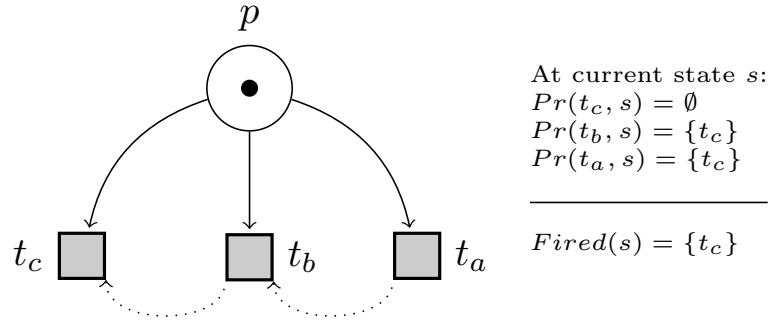 p
At current state s:
Pr(t_c, s) = ∅
Pr(t_b, s) = {t_c}
Pr(t_a, s) = {t_c}
Fired(s) = {t_c}
t_c
t_b
t_a